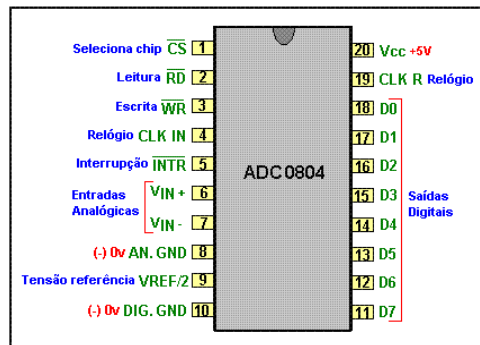 Seleciona chip CS 1
Leitura RD 2
Escrita WR 3
Relógio CLK IN 4
Interrupção INTR 5
Entradas Analógicas VIN + 6
VIN - 7
(-) 0v AN. GND 8
Tensão referência VREF/2 9
(-) 0v DIG. GND 10
ADC0804
20 Vcc +5V
19 CLK R Relógio
18 D0
17 D1
16 D2
15 D3
14 D4
13 D5
12 D6
11 D7
Saídas
Digitais